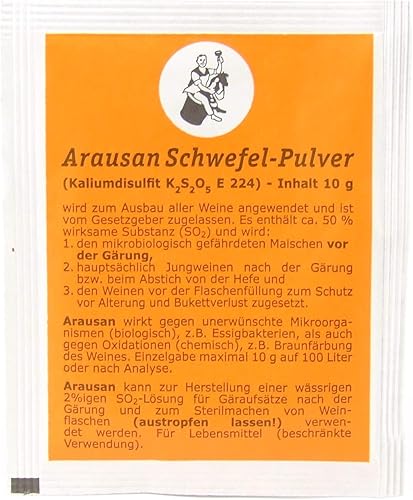 Arausan Schwefel-Pulver
(Kaliumdisulfit K₂S₂O₅ E 224) - Inhalt 10 g
wird zum Ausbau aller Weine angewendet und ist
vom Gesetzgeber zugelassen. Es enthält ca. 50 %
wirksame Substanz (SO₂) und wird:
1. den mikrobiologisch gefährdeten Maischen vor
der Gärung,
2. hauptsächlich Jungweinen nach der Gärung
bzw. beim Abstich von der Hefe und
3. den Weinen vor der Flaschenfüllung zum Schutz
vor Alterung und Bukettverlust zugesetzt.
Arausan wirkt gegen unerwünschte Mikroorga-
nismen (biologisch), z.B. Essigbakterien, als auch
gegen Oxidationen (chemisch), z.B. Braunfärbung
des Weines. Einzelgabe maximal 10 g auf 100 Liter
oder nach Analyse.
Arausan kann zur Herstellung einer wässrigen
2%igen SO₂-Lösung für Gäraufsätze nach der
Gärung und zum Sterilmachen von Wein-
flaschen (austropfen lassen!) verwen-
det werden. Für Lebensmittel (beschränkte
Verwendung).